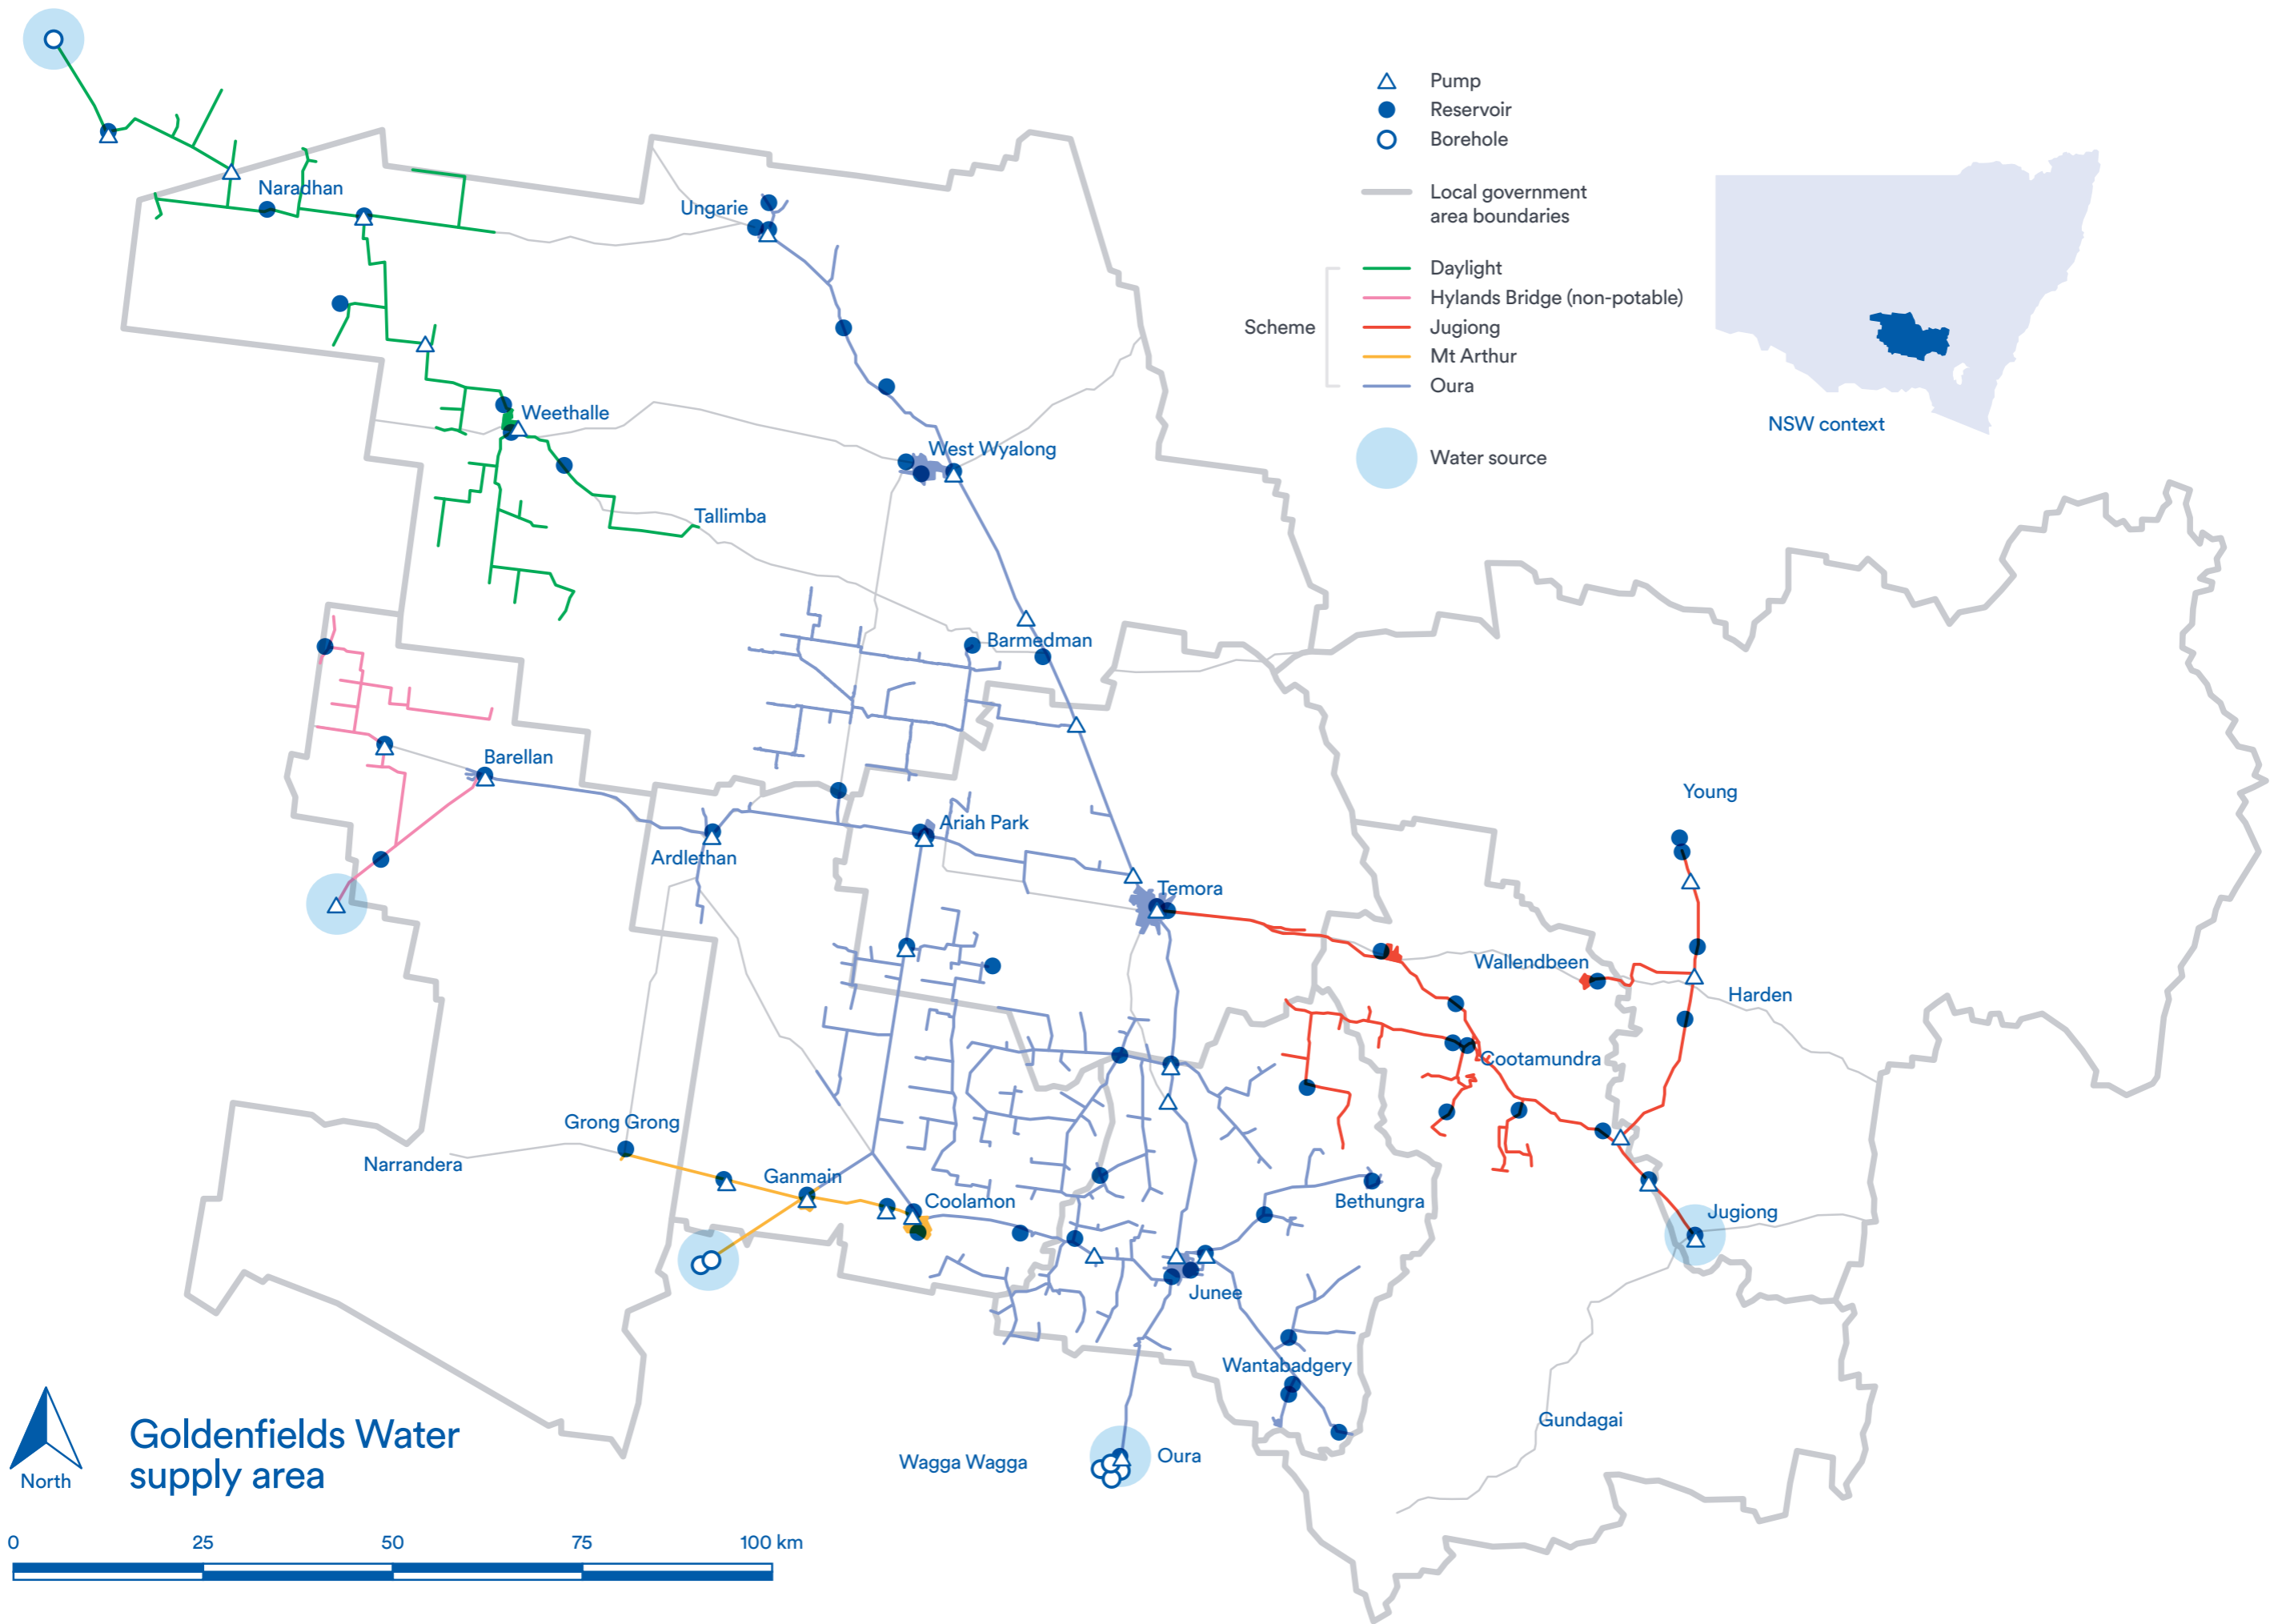 Pump
Reservoir
Borehole
Local government
area boundaries
Scheme
Daylight
Hylands Bridge (non-potable)
Jugiong
Mt Arthur
Oura
Water source
NSW context
Naradhan
Ungarie
Weethalle
West Wyalong
Tallimba
Barmedman
Barellan
Ardlethan
Ariah Park
Temora
Young
Wallendbeen
Harden
Cootamundra
Grong Grong
Narrandera
Ganmain
Coolamon
Bethungra
Jugiong
Junee
Wantabadgery
Gundagai
Wagga Wagga
Oura
North
Goldenfields Water
supply area
0 25 50 75 100 km